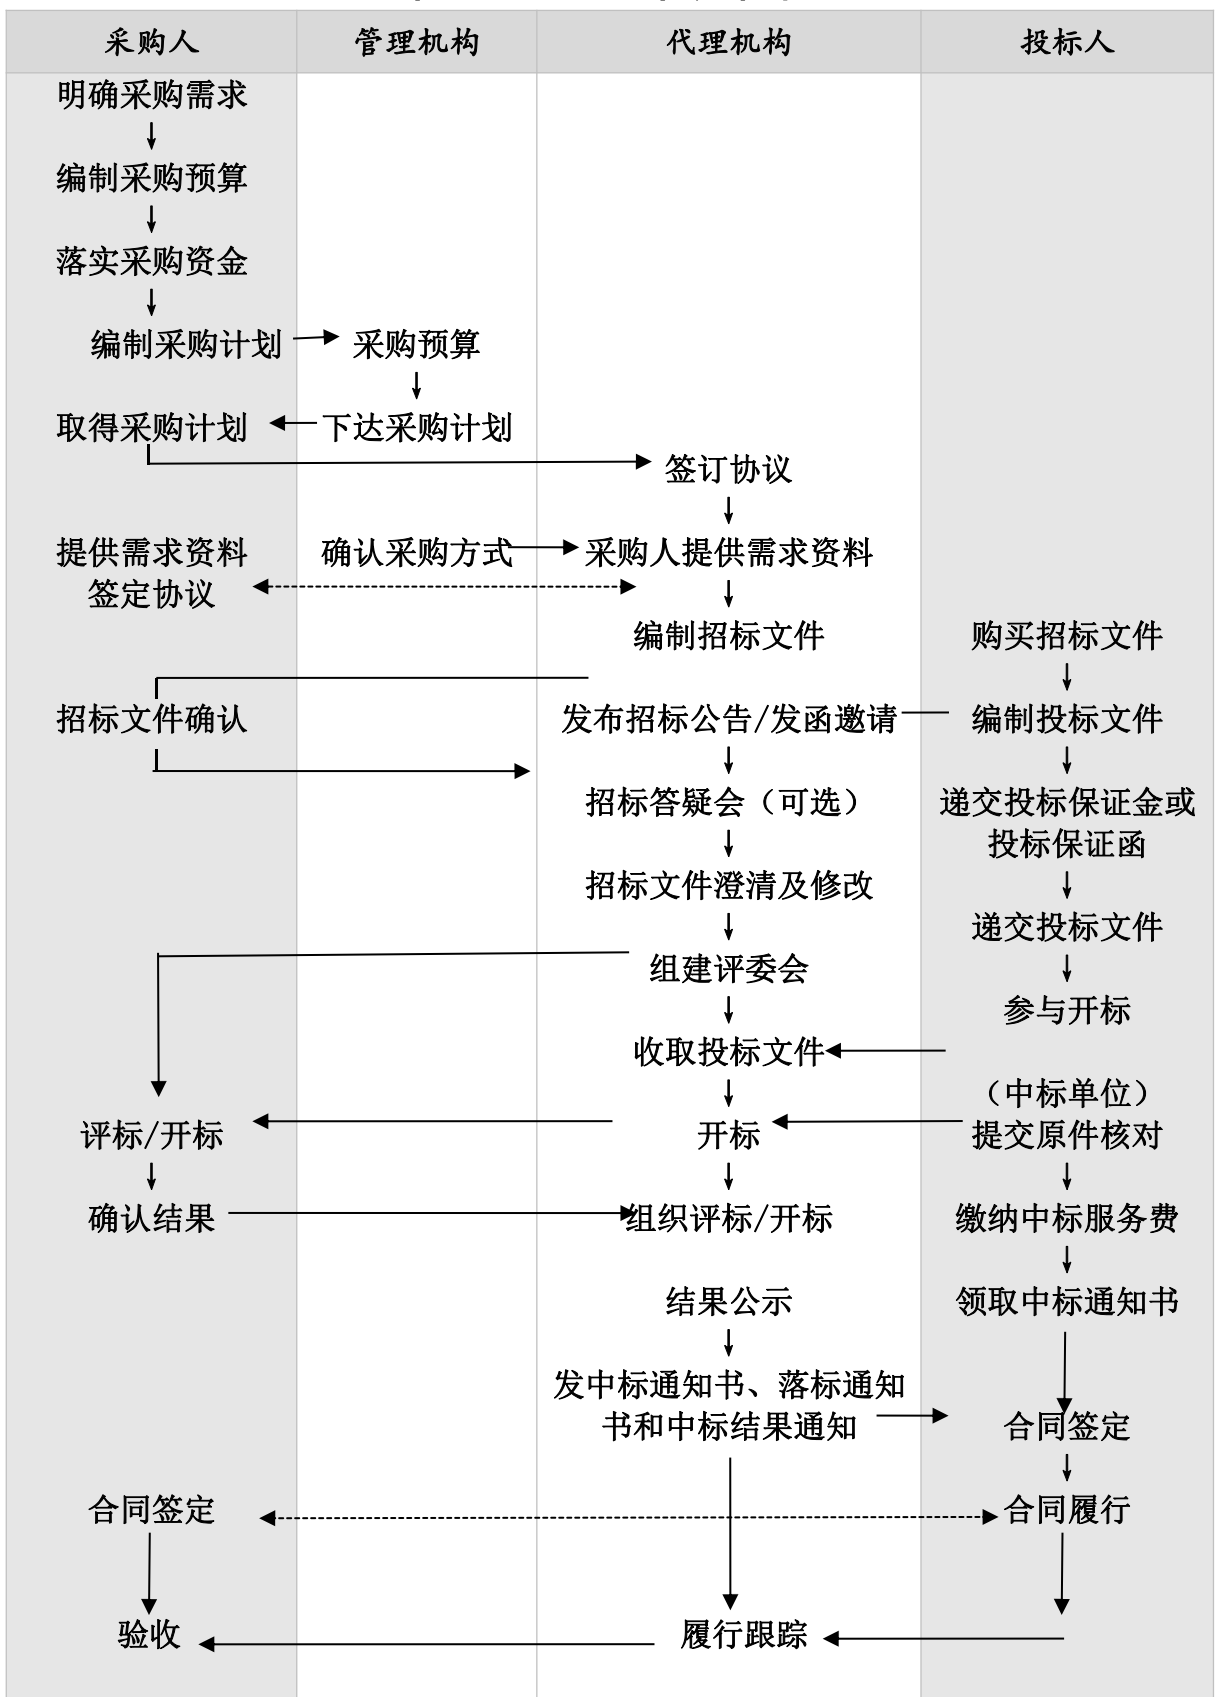 采购人 管理机构 代理机构 投标人
明确采购需求
编制采购预算
落实采购资金
编制采购计划 采购预算
取得采购计划 下达采购计划
签订协议
提供需求资料 确认采购方式 采购人提供需求资料
签定协议
编制招标文件 购买招标文件
招标文件确认 发布招标公告/发函邀请 编制投标文件
招标答疑会（可选） 递交投标保证金或
投标保证函
招标文件澄清及修改
递交投标文件
组建评委会
参与开标
收取投标文件
（中标单位）
评标/开标 开标 提交原件核对
确认结果 组织评标/开标 缴纳中标服务费
结果公示 领取中标通知书
发中标通知书、落标通知
书和中标结果通知 合同签定
合同签定 合同履行
验收 履行跟踪